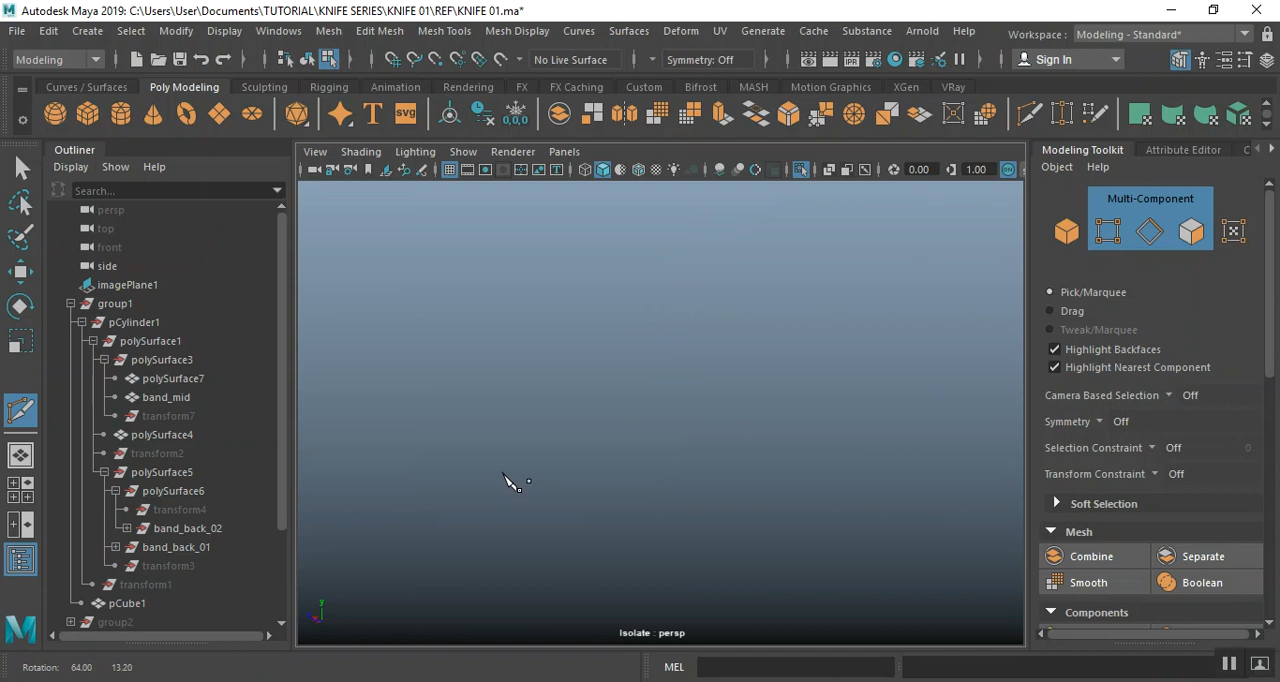 Autodesk Maya 2019: C:\Users\User\Documents\TUTORIAL\KNIFE SERIES\KNIFE 01\REF\KNIFE 01.ma*
File Edit Create Select Modify Display Windows Mesh Edit Mesh Mesh Tools Mesh Display Curves Surfaces Deform UV Generate Cache Substance Arnold Help Workspace : Modeling - Standard*
Modeling No Live Surface Symmetry: Off Sign In
Curves / Surfaces Poly Modeling Sculpting Rigging Animation Rendering FX FX Caching Custom Bifrost MASH Motion Graphics XGen VRay
T SVG 0,0,0
Outliner
Display Show Help
Search...
persp
top
front
side
imagePlane1
group1
pCylinder1
polySurface1
polySurface3
polySurface7
band_mid
transform7
polySurface4
transform2
polySurface5
polySurface6
transform4
band_back_02
band_back_01
transform3
transform1
pCube1
group2
View Shading Lighting Show Renderer Panels
0.00 1.00
y
Isolate : persp
Modeling Toolkit Attribute Editor C
Object Help
Multi-Component
Pick/Marquee
Drag
Tweak/Marquee
Highlight Backfaces
Highlight Nearest Component
Camera Based Selection Off
Symmetry Off
Selection Constraint Off 0
Transform Constraint Off
Soft Selection
Mesh
Combine Separate
Smooth Boolean
Components
Rotation: 64.00 13.20
MEL